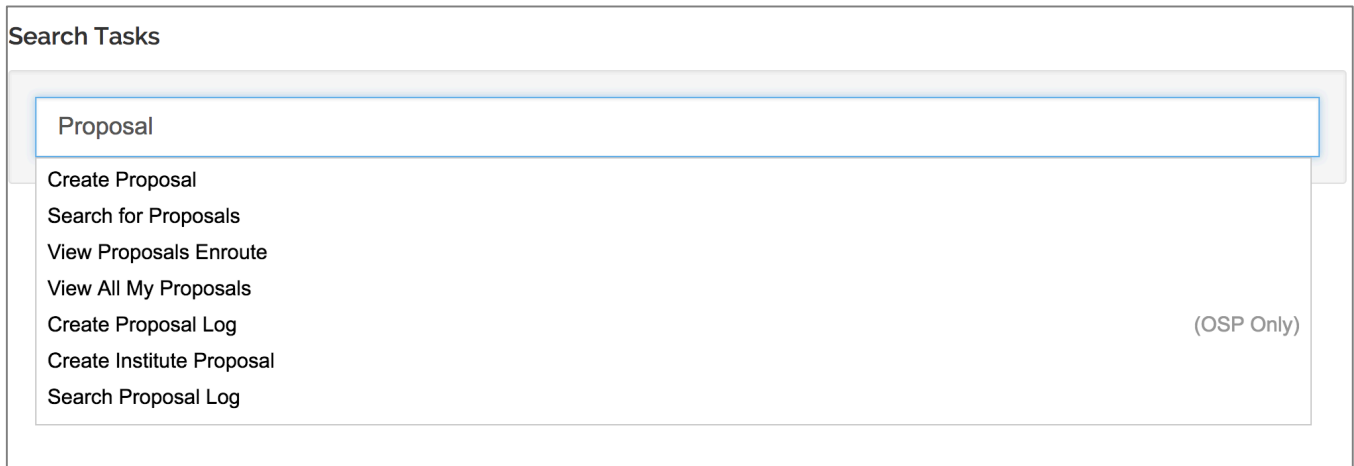 Search Tasks
Proposal
Create Proposal
Search for Proposals
View Proposals Enroute
View All My Proposals
Create Proposal Log (OSP Only)
Create Institute Proposal
Search Proposal Log